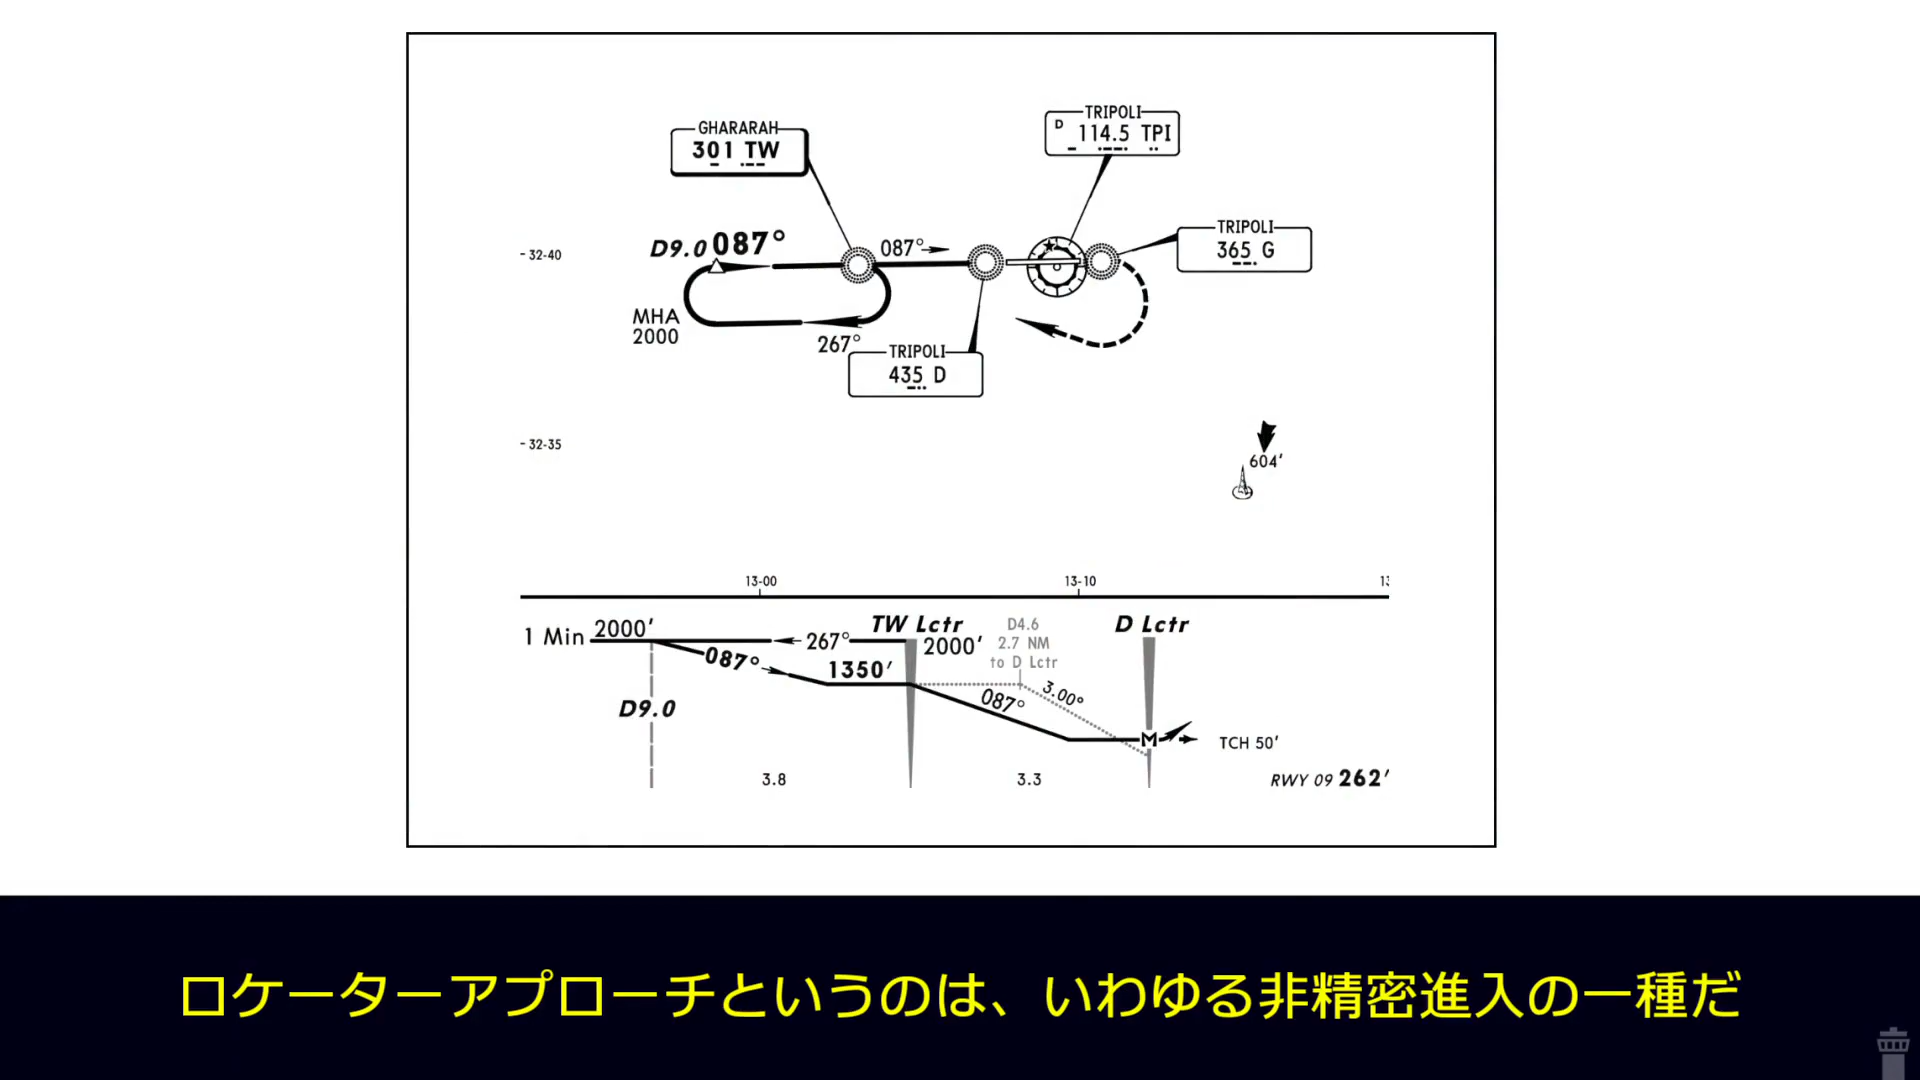 GHARARAH
301 TW
TRIPOLI
D 114.5 TPI
TRIPOLI
365 G
D9.0 087°
087°
- 32-40
MHA
2000
267°
TRIPOLI
435 D
- 32-35
604'
13-00
13-10
1 Min 2000'
267°
TW Lctr
2000'
D4.6
2.7 NM
to D Lctr
D Lctr
087°
1350'
087°
3.00°
D9.0
M
TCH 50'
3.8
3.3
RWY 09 262'
ロケーターアプローチというのは、いわゆる非精密進入の一種だ